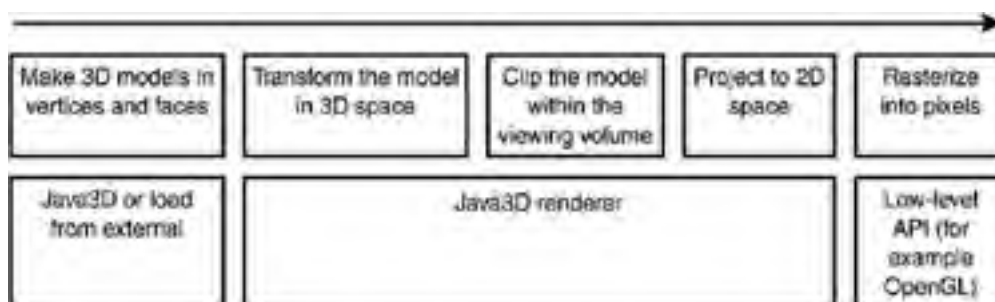 Make 3D models in
vertices and faces
Transform the model
in 3D space
Clip the model
within the
viewing volume
Project to 2D
space
Rasterize
into pixels
Java3D or load
from external
Java3D renderer
Low-level
API (for
example
OpenGL)